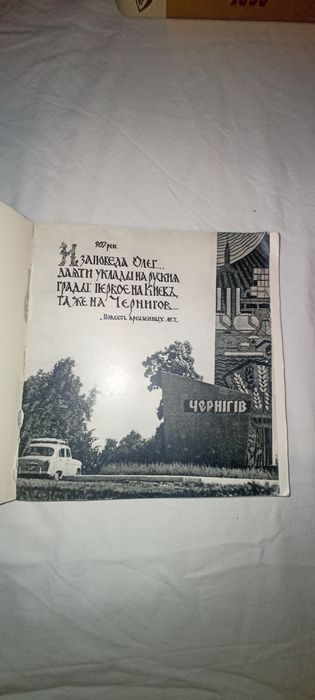 907 рік
И заповеда Олег...
даяти уклады на руския
грады: первое на Киевъ,
та же на Чернигов...
„Повесть временных лет.
ЧЕРНІГІВ